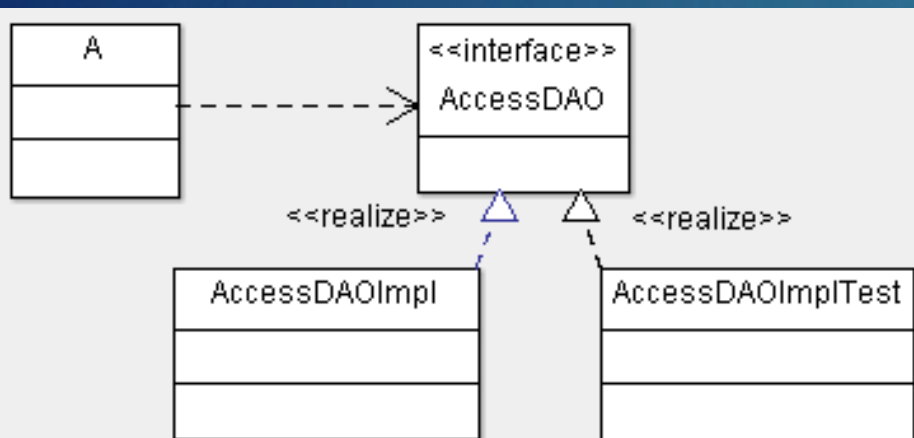 A
<<interface>>
AccessDAO
<<realize>>
<<realize>>
AccessDAOImpl
AccessDAOImplTest